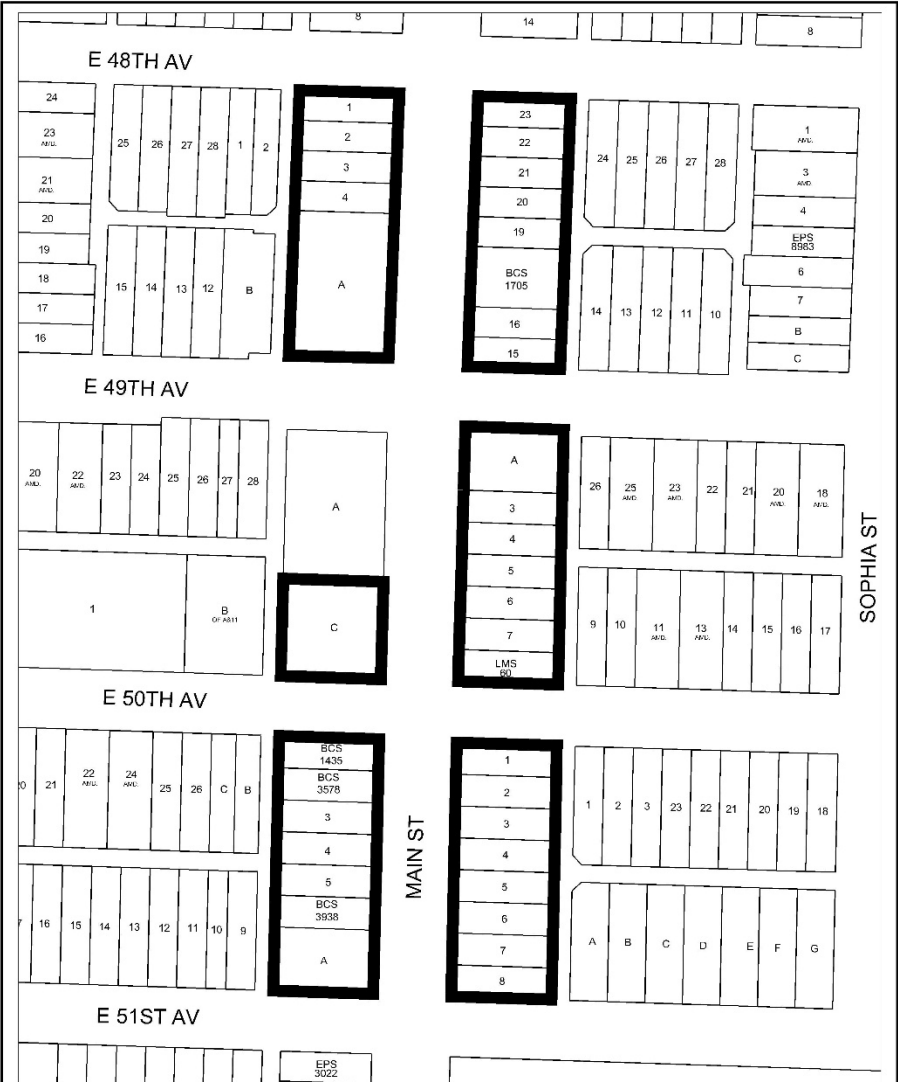 8
14
8
E 48TH AV
24
23
AMD.
21
AMD.
20
19
18
17
16
25
26
27
28
1
2
15
14
13
12
B
1
2
3
4
A
23
22
21
20
19
BCS
1705
16
15
24
25
26
27
28
14
13
12
11
10
1
AMD.
3
AMD.
4
EPS
8983
6
7
B
C
E 49TH AV
20
AMD.
22
AMD.
23
24
25
26
27
28
1
B
OF A&11
A
C
A
3
4
5
6
7
LMS
60
26
25
AMD.
23
AMD.
22
21
20
AMD.
18
AMD.
9
10
11
AMD.
13
AMD.
14
15
16
17
SOPHIA ST
E 50TH AV
20
21
22
AMD.
24
AMD.
25
26
C
B
16
15
14
13
12
11
10
9
BCS
1435
BCS
3578
3
4
5
BCS
3938
A
MAIN ST
1
2
3
4
5
6
7
8
1
2
3
23
22
21
20
19
18
A
B
C
D
E
F
G
E 51ST AV
EPS
3022